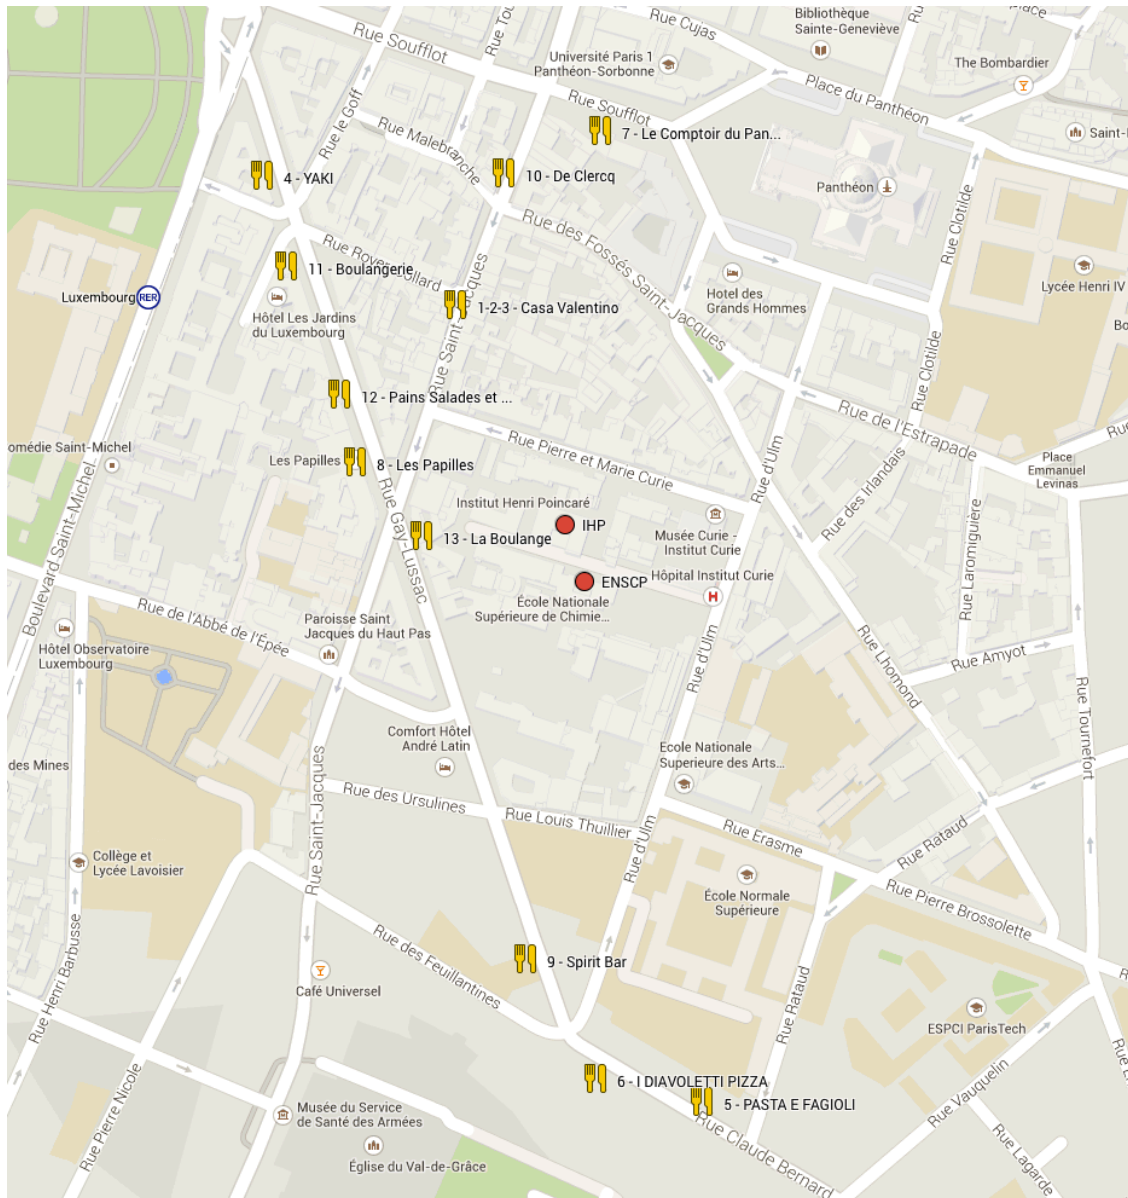 Rue Cujas
Bibliothèque
Sainte-Geneviève
Place
Rue Soufflot
Rue Tou
Université Paris 1
Panthéon-Sorbonne
The Bombardier
Place du Panthéon
Rue Soufflot
Rue le Goff
Rue Malebranche
7 - Le Comptoir du Pan...
Saint-
4 - YAKI
10 - De Clercq
Panthéon
Rue Clotilde
Rue des Fossés Saint-Jacques
Rue Royer Collard
11 - Boulangerie
Rue Saint-Jacques
Hotel des
Grands Hommes
Lycée Henri IV
Luxembourg
RER
Hôtel Les Jardins
du Luxembourg
1-2-3 - Casa Valentino
Bo
Rue Clotilde
12 - Pains Salades et ...
Rue de l'Estrapade
Rue
omédie Saint-Michel
Rue Pierre et Marie Curie
Rue d'Ulm
Place
Emmanuel
Levinas
Les Papilles
8 - Les Papilles
Rue des Irlandais
Institut Henri Poincaré
IHP
Rue Gay-Lussac
Musée Curie -
Institut Curie
Rue Laromiguière
13 - La Boulange
Boulevard Saint-Michel
Hôpital Institut Curie
H
ENSCP
École Nationale
Supérieure de Chimie...
Rue de l'Abbé de l'Épée
Paroisse Saint
Jacques du Haut Pas
Hôtel Observatoire
Luxembourg
Rue d'Ulm
Rue Lhomond
Rue Amyot
Rue Tournefort
Comfort Hôtel
André Latin
Ecole Nationale
Superieure des Arts...
des Mines
Rue Saint-Jacques
Rue des Ursulines
Rue Louis Thuillier
Rue d'Ulm
Rue Erasme
Rue Rataud
Collège et
Lycée Lavoisier
École Normale
Supérieure
Rue Pierre Brossolette
Rue Henri Barbusse
Rue des Feuillantines
9 - Spirit Bar
Café Universel
Rue Rataud
ESPCI ParisTech
Rue
Rue E
6 - I DIAVOLETTI PIZZA
5 - PASTA E FAGIOLI
Rue Vauquelin
Rue Pierre Nicole
Musée du Service
de Santé des Armées
Rue Claude Bernard
Église du Val-de-Grâce
Rue Lagarde